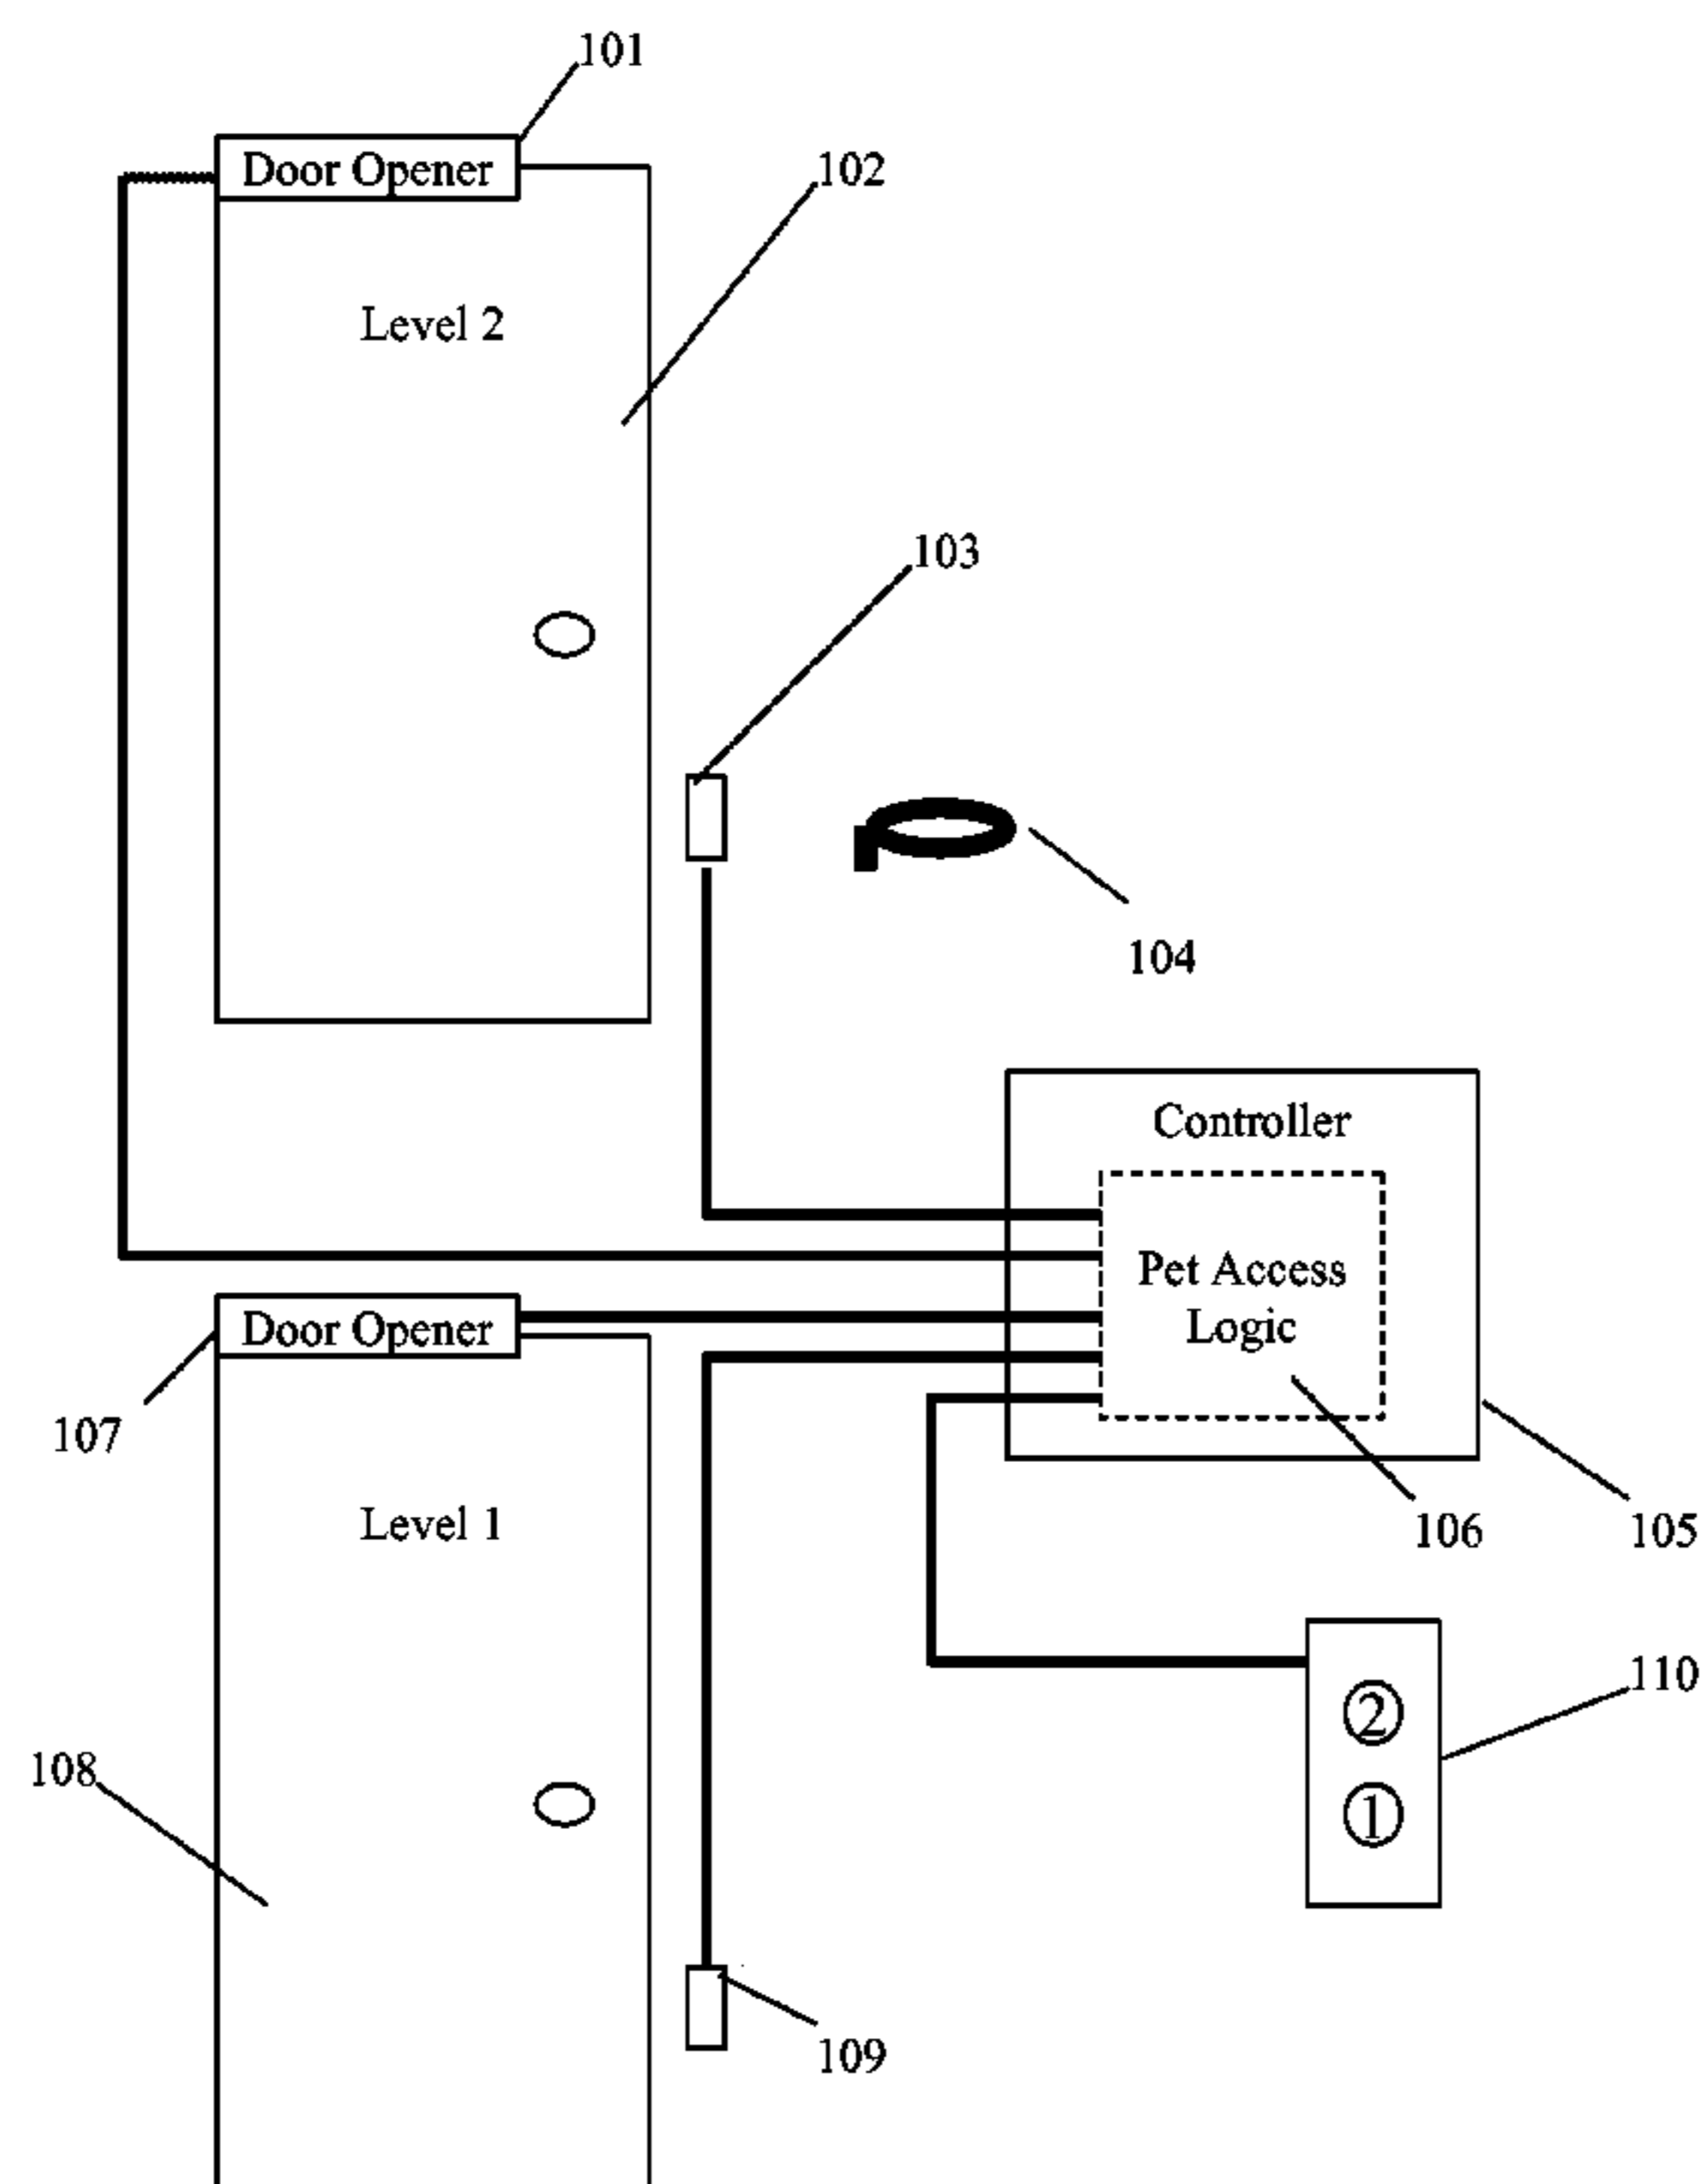 101
Door Opener
102
Level 2
103
104
Controller
Pet Access
Logic
Door Opener
107
Level 1
106
105
110
2
108
1
109